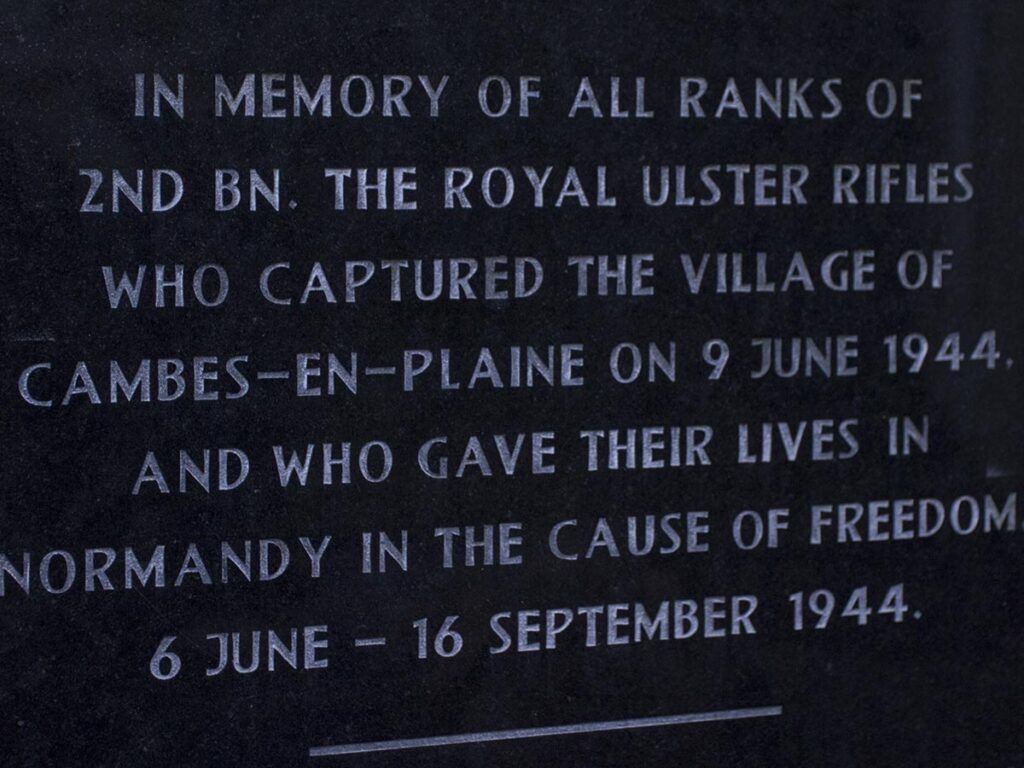 IN MEMORY OF ALL RANKS OF
2ND BN. THE ROYAL ULSTER RIFLES
WHO CAPTURED THE VILLAGE OF
CAMBES-EN-PLAINE ON 9 JUNE 1944,
AND WHO GAVE THEIR LIVES IN
NORMANDY IN THE CAUSE OF FREEDOM.
6 JUNE - 16 SEPTEMBER 1944.